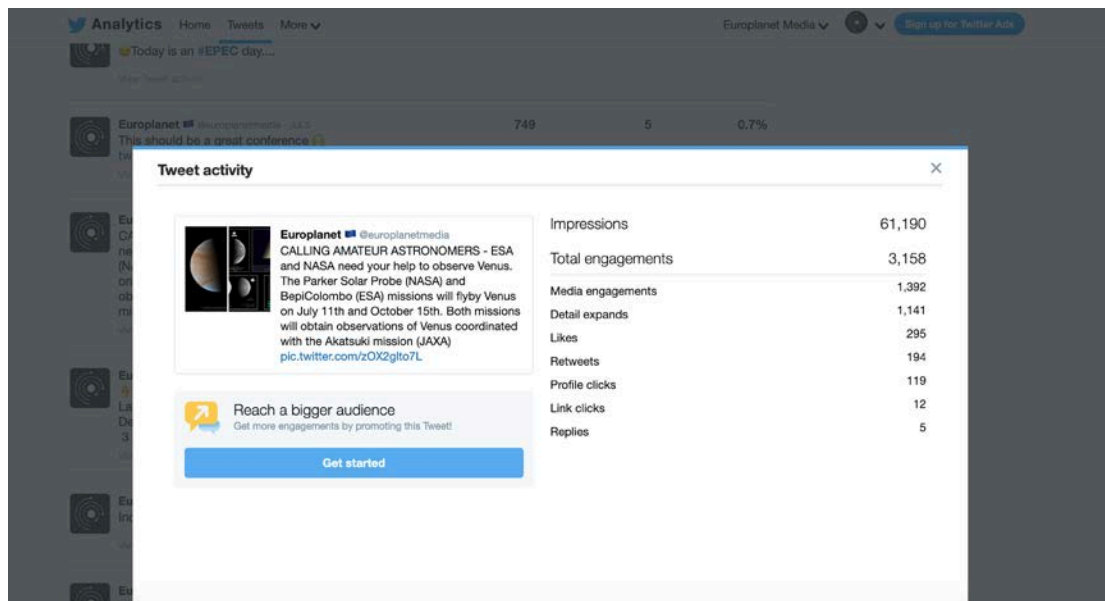 Analytics Home Tweets More
Europlanet Media
Sign up for Twitter Ads
Today is an #EPEC day....
View Tweet activity
Europlanet @europlanetmedia
749 5 0.7%
This should be a great conference
Tweet activity
Europlanet @europlanetmedia
CALLING AMATEUR ASTRONOMERS - ESA
and NASA need your help to observe Venus.
The Parker Solar Probe (NASA) and
BepiColombo (ESA) missions will flyby Venus
on July 11th and October 15th. Both missions
will obtain observations of Venus coordinated
with the Akatsuki mission (JAXA)
pic.twitter.com/zOX2glto7L
Reach a bigger audience
Get more engagements by promoting this Tweet!
Get started
Impressions 61,190
Total engagements 3,158
Media engagements 1,392
Detail expands 1,141
Likes 295
Retweets 194
Profile clicks 119
Link clicks 12
Replies 5